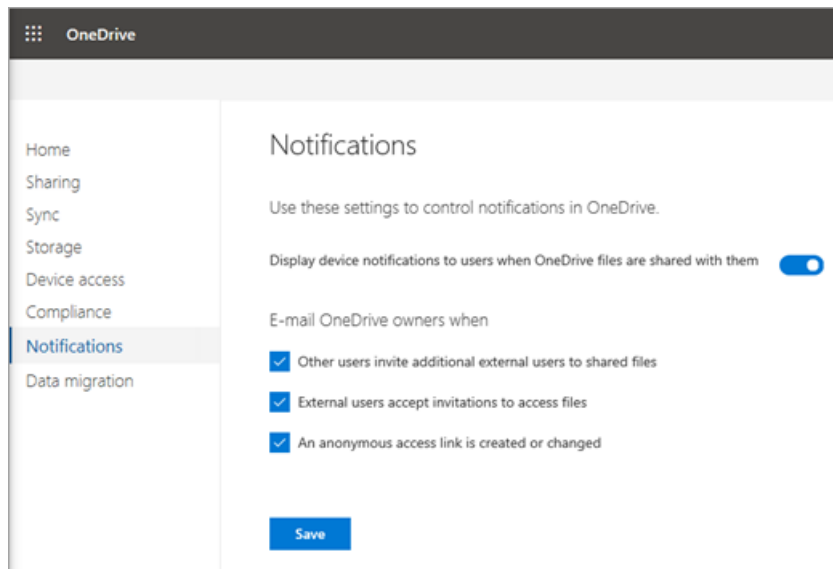 OneDrive
Home
Sharing
Sync
Storage
Device access
Compliance
Notifications
Data migration
Notifications
Use these settings to control notifications in OneDrive.
Display device notifications to users when OneDrive files are shared with them
E-mail OneDrive owners when
Other users invite additional external users to shared files
External users accept invitations to access files
An anonymous access link is created or changed
Save